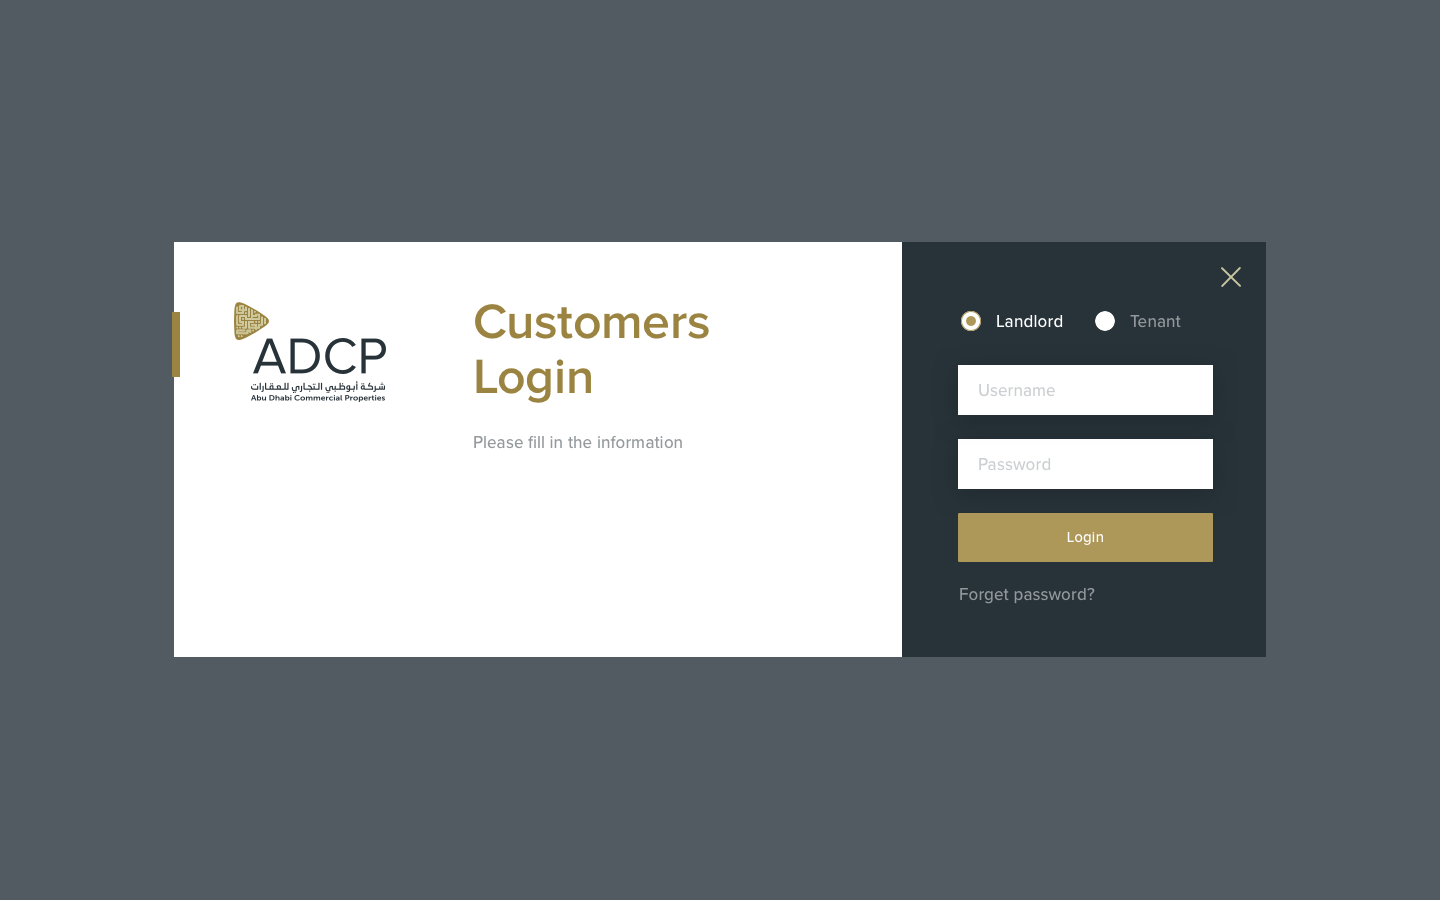 ADCP
شركة أبوظبي التجاري للعقارات
Abu Dhabi Commercial Properties
Customers
Login
Please fill in the information
Landlord
Tenant
Username
Password
Login
Forget password?